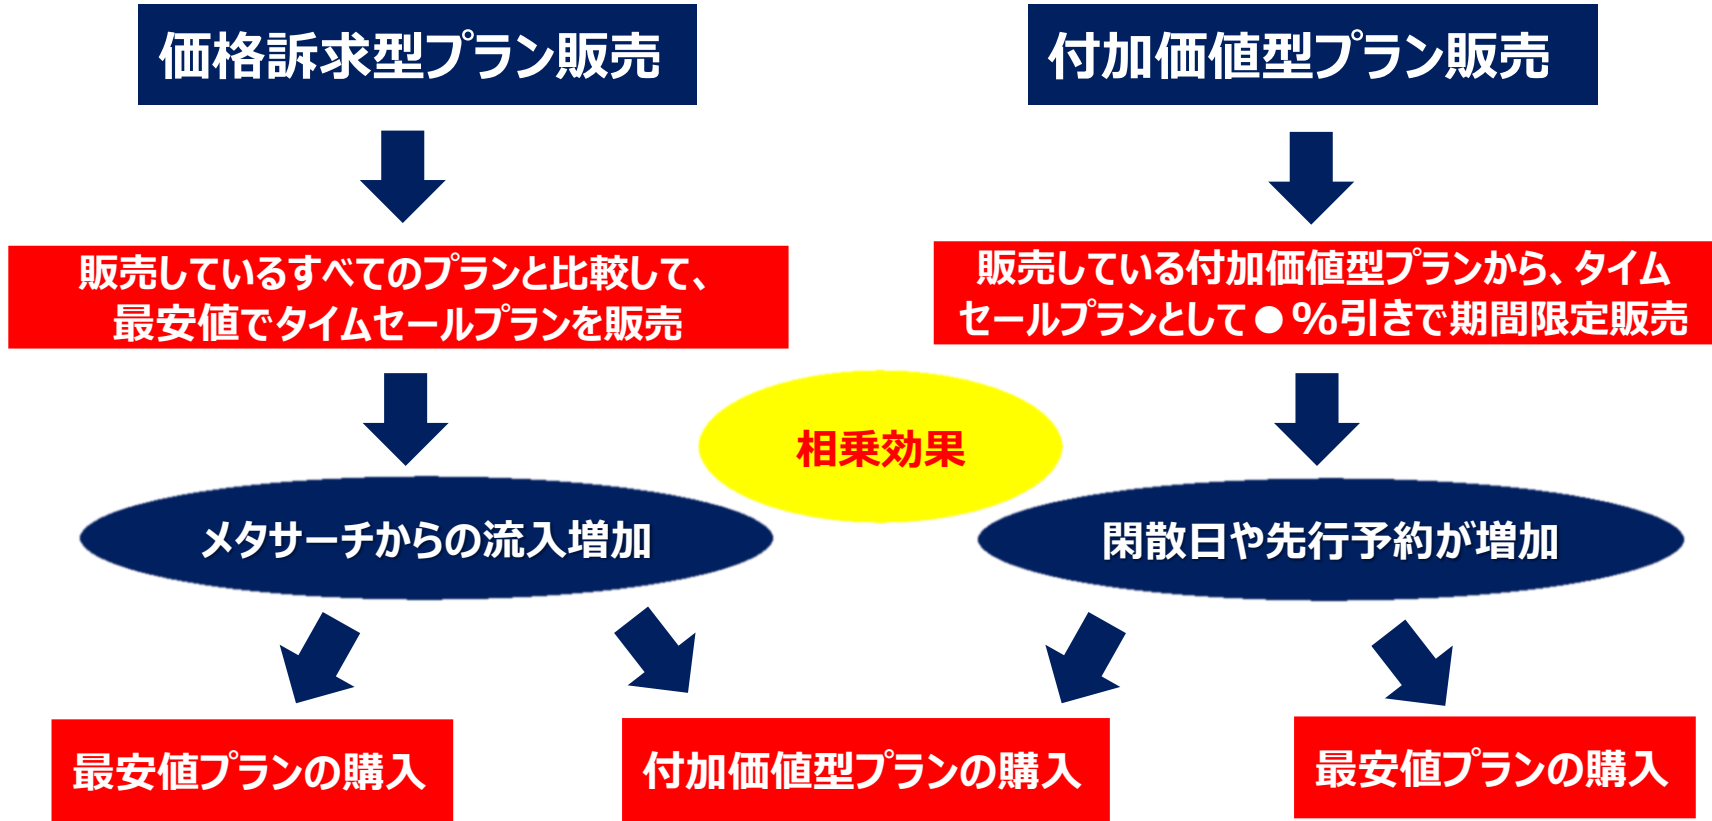 価格訴求型プラン販売
付加価値型プラン販売
販売しているすべてのプランと比較して、
最安値でタイムセールプランを販売
販売している付加価値型プランから、タイム
セールプランとして●%引きで期間限定販売
相乗効果
メタサーチからの流入増加
閑散日や先行予約が増加
最安値プランの購入
付加価値型プランの購入
最安値プランの購入